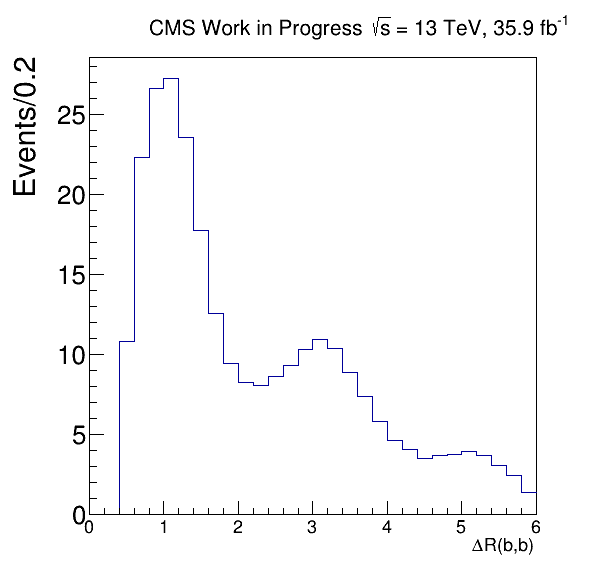 CMS Work in Progress √s = 13 TeV, 35.9 fb⁻¹
Events/0.2
25
20
15
10
5
0
0 1 2 3 4 5 6
ΔR(b,b)